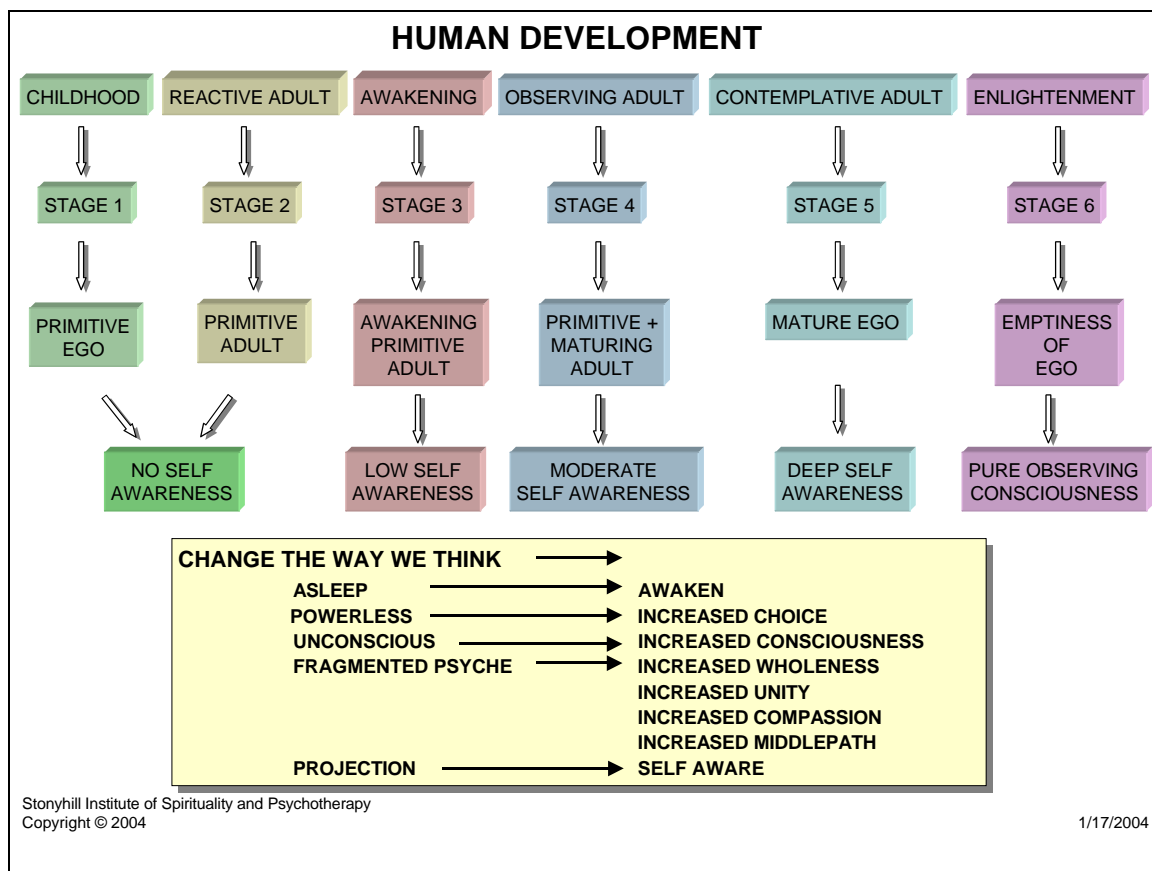 HUMAN DEVELOPMENT
CHILDHOOD
REACTIVE ADULT
AWAKENING
OBSERVING ADULT
CONTEMPLATIVE ADULT
ENLIGHTENMENT
STAGE 1
STAGE 2
STAGE 3
STAGE 4
STAGE 5
STAGE 6
PRIMITIVE
EGO
PRIMITIVE
ADULT
AWAKENING
PRIMITIVE
ADULT
PRIMITIVE +
MATURING
ADULT
MATURE EGO
EMPTINESS
OF
EGO
NO SELF
AWARENESS
LOW SELF
AWARENESS
MODERATE
SELF AWARENESS
DEEP SELF
AWARENESS
PURE OBSERVING
CONSCIOUSNESS
CHANGE THE WAY WE THINK
ASLEEP
AWAKEN
POWERLESS
INCREASED CHOICE
UNCONSCIOUS
INCREASED CONSCIOUSNESS
FRAGMENTED PSYCHE
INCREASED WHOLENESS
INCREASED UNITY
INCREASED COMPASSION
INCREASED MIDDLEPATH
PROJECTION
SELF AWARE
Stonyhill Institute of Spirituality and Psychotherapy
Copyright © 2004
1/17/2004